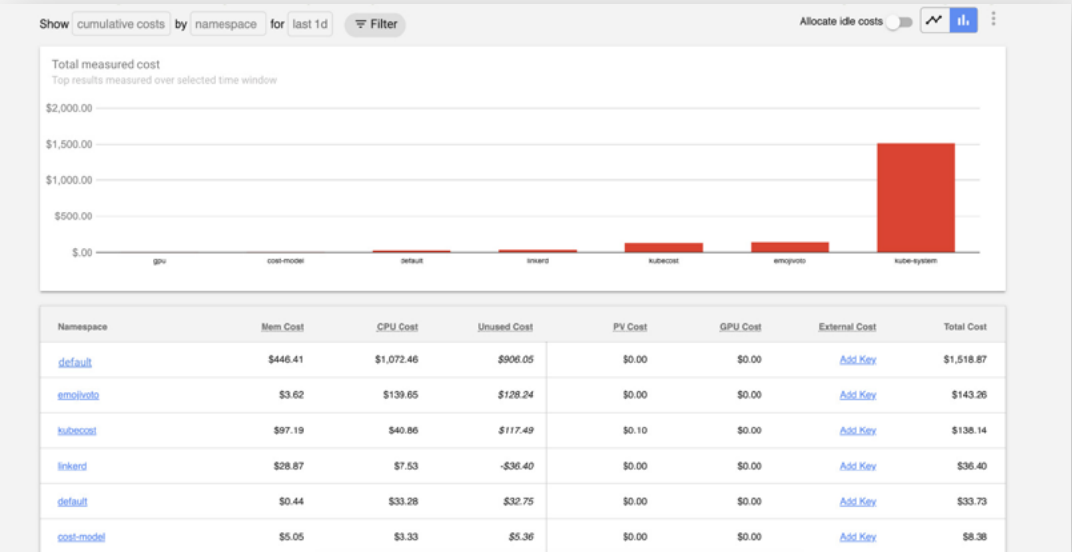 Show cumulative costs by namespace for last 1d Filter Allocate idle costs
Total measured cost
Top results measured over selected time window
$2,000.00
$1,500.00
$1,000.00
$500.00
$.00
gpu cost-model default linkerd kubecost emojivoto kube-system
Namespace Mem Cost CPU Cost Unused Cost PV Cost GPU Cost External Cost Total Cost
default $446.41 $1,072.46 $906.05 $0.00 $0.00 Add Key $1,518.87
emojivoto $3.62 $139.65 $128.24 $0.00 $0.00 Add Key $143.26
kubecost $97.19 $40.86 $117.49 $0.10 $0.00 Add Key $138.14
linkerd $28.87 $7.53 -$36.40 $0.00 $0.00 Add Key $36.40
default $0.44 $33.28 $32.75 $0.00 $0.00 Add Key $33.73
cost-model $5.05 $3.33 $5.36 $0.00 $0.00 Add Key $8.38